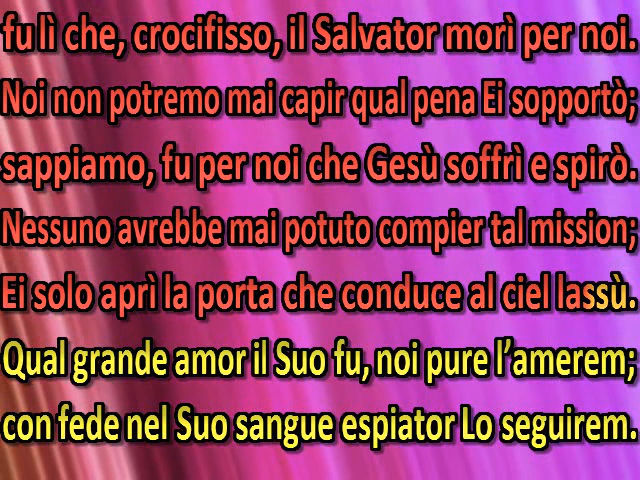 fu lì che, crocifisso, il Salvator morì per noi.
Noi non potremo mai capir qual pena Ei sopportò;
sappiamo, fu per noi che Gesù soffrì e spirò.
Nessuno avrebbe mai potuto compier tal mission;
Ei solo aprì la porta che conduce al ciel lassù.
Qual grande amor il Suo fu, noi pure l’amerem;
con fede nel Suo sangue espiator Lo seguirem.